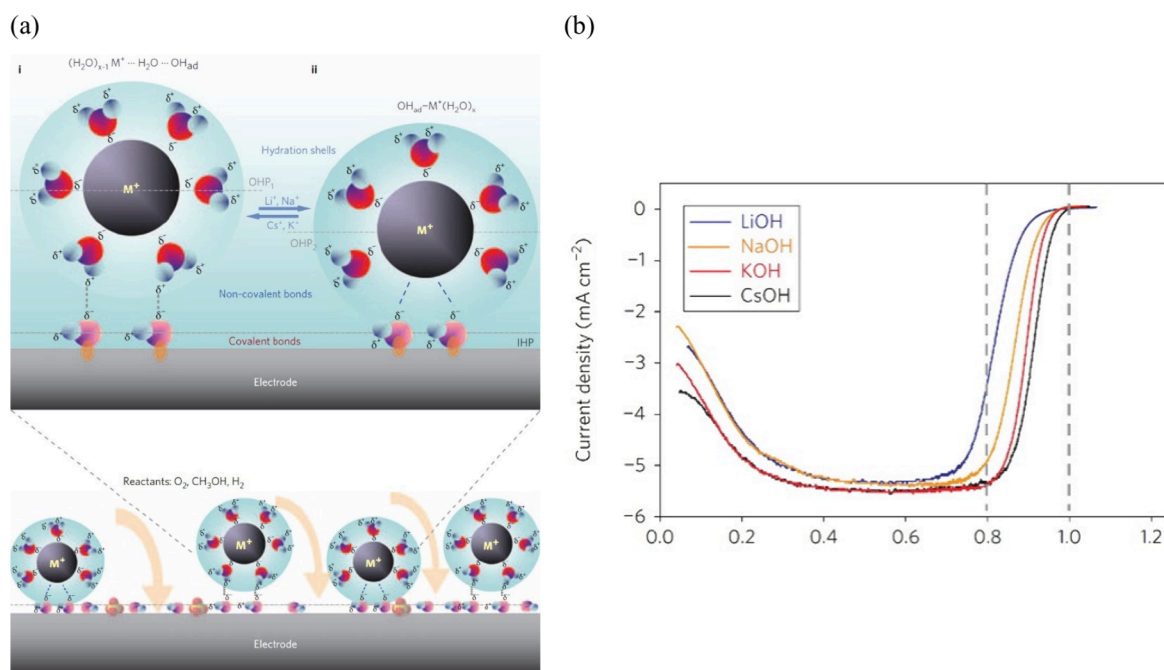 (a)
i
(H₂O)ₓ₋₁ M⁺ ··· H₂O ··· OH_ad
ii
OH_ad–M⁺(H₂O)ₓ
δ⁺ δ⁺ δ⁺ δ⁺
δ⁻ δ⁻
Hydration shells
δ⁺ δ⁺
δ⁻
M⁺
OHP₁
Li⁺, Na⁺
Cs⁺, K⁺
OHP₂
M⁺
δ⁻ δ⁻
δ⁺ δ⁺
Non-covalent bonds
δ⁻ δ⁻
δ⁺ δ⁺
Covalent bonds
IHP
Electrode
Reactants: O₂, CH₃OH, H₂
M⁺ M⁺ M⁺ M⁺
Electrode
(b)
Current density (mA cm⁻²)
0
−1
−2
−3
−4
−5
−6
LiOH
NaOH
KOH
CsOH
0.0 0.2 0.4 0.6 0.8 1.0 1.2